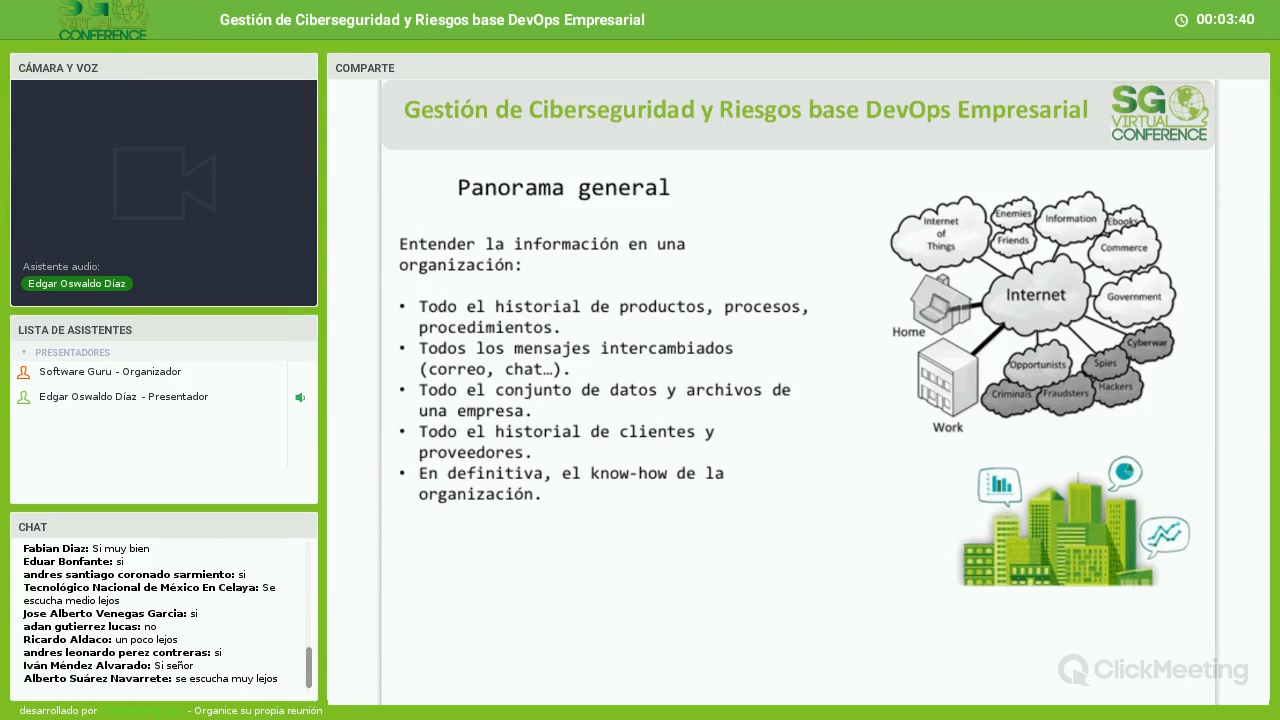 SG
VIRTUAL
CONFERENCE
Gestión de Ciberseguridad y Riesgos base DevOps Empresarial
00:03:40
CÁMARA Y VOZ
Asistente audio:
Edgar Oswaldo Díaz
LISTA DE ASISTENTES
PRESENTADORES
Software Guru - Organizador
Edgar Oswaldo Díaz - Presentador
CHAT
Fabian Diaz: Si muy bien
Eduar Bonfante: si
andres santiago coronado sarmiento: si
Tecnológico Nacional de México En Celaya: Se
escucha medio lejos
Jose Alberto Venegas Garcia: si
adan gutierrez lucas: no
Ricardo Aldaco: un poco lejos
andres leonardo perez contreras: si
Iván Méndez Alvarado: Si señor
Alberto Suárez Navarrete: se escucha muy lejos
desarrollado por
- Organice su propia reunión
COMPARTE
Gestión de Ciberseguridad y Riesgos base DevOps Empresarial
SG
VIRTUAL
CONFERENCE
Panorama general
Entender la información en una
organización:
• Todo el historial de productos, procesos,
procedimientos.
• Todos los mensajes intercambiados
(correo, chat…).
• Todo el conjunto de datos y archivos de
una empresa.
• Todo el historial de clientes y
proveedores.
• En definitiva, el know-how de la
organización.
Internet
of
Things
Enemies
Friends
Information
Ebooks
Commerce
Internet
Government
Home
Cyberwar
Opportunists
Spies
Hackers
Criminals
Fraudsters
Work
ClickMeeting